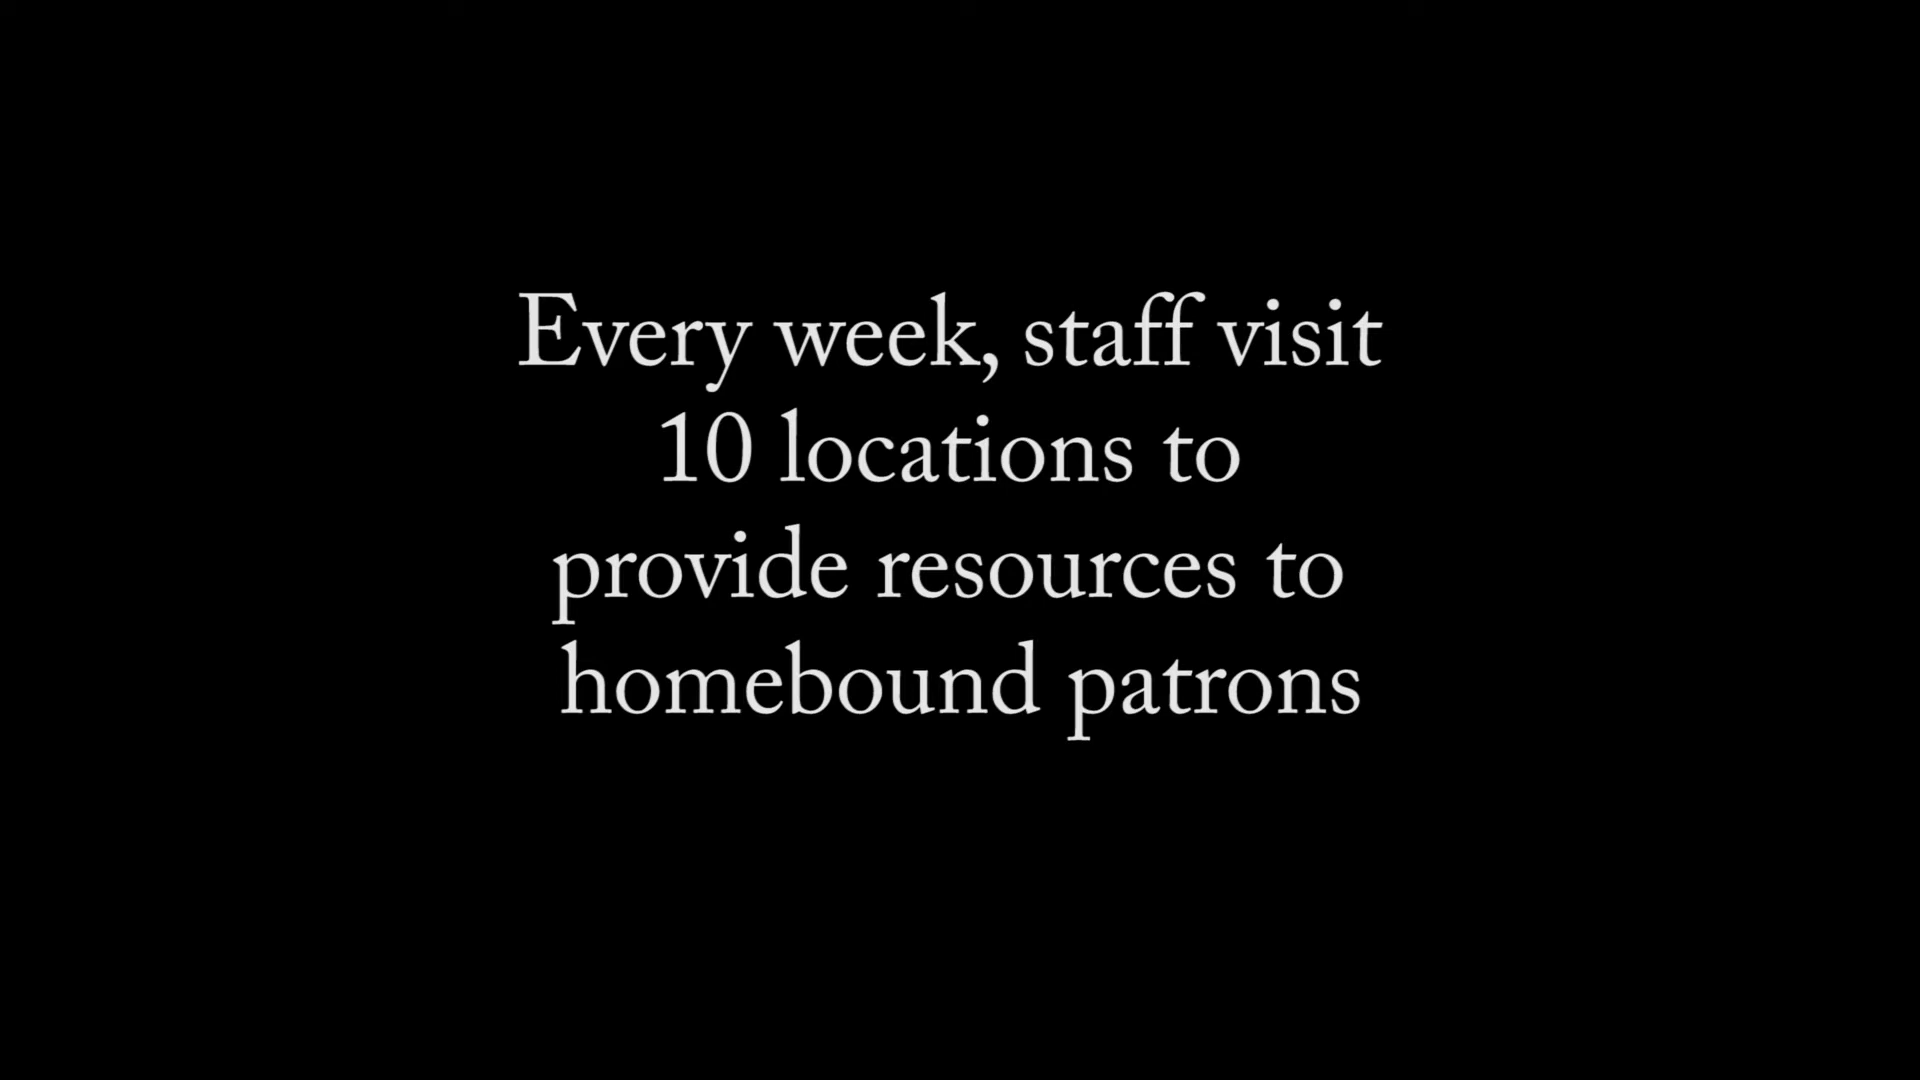 Every week, staff visit
10 locations to
provide resources to
homebound patrons